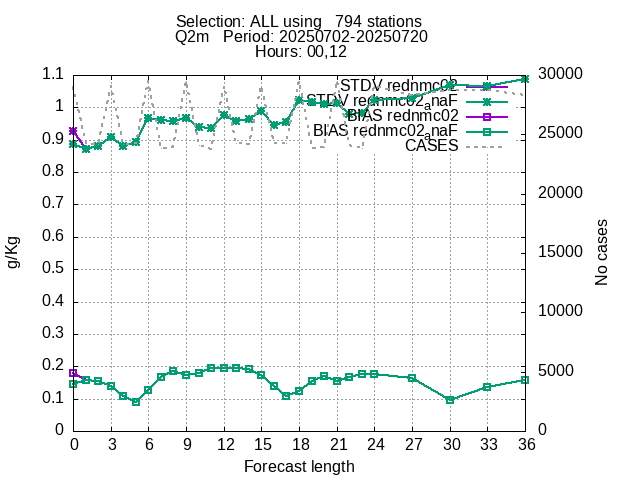 Selection: ALL using   794 stations
Q2m   Period: 20250702-20250720
Hours: 00,12
STDV rednmc02
STDV rednmc02_anaF
BIAS rednmc02
BIAS rednmc02_anaF
CASES
g/Kg
No cases
1.1
1
0.9
0.8
0.7
0.6
0.5
0.4
0.3
0.2
0.1
0
30000
25000
20000
15000
10000
5000
0
0 3 6 9 12 15 18 21 24 27 30 33 36
Forecast length